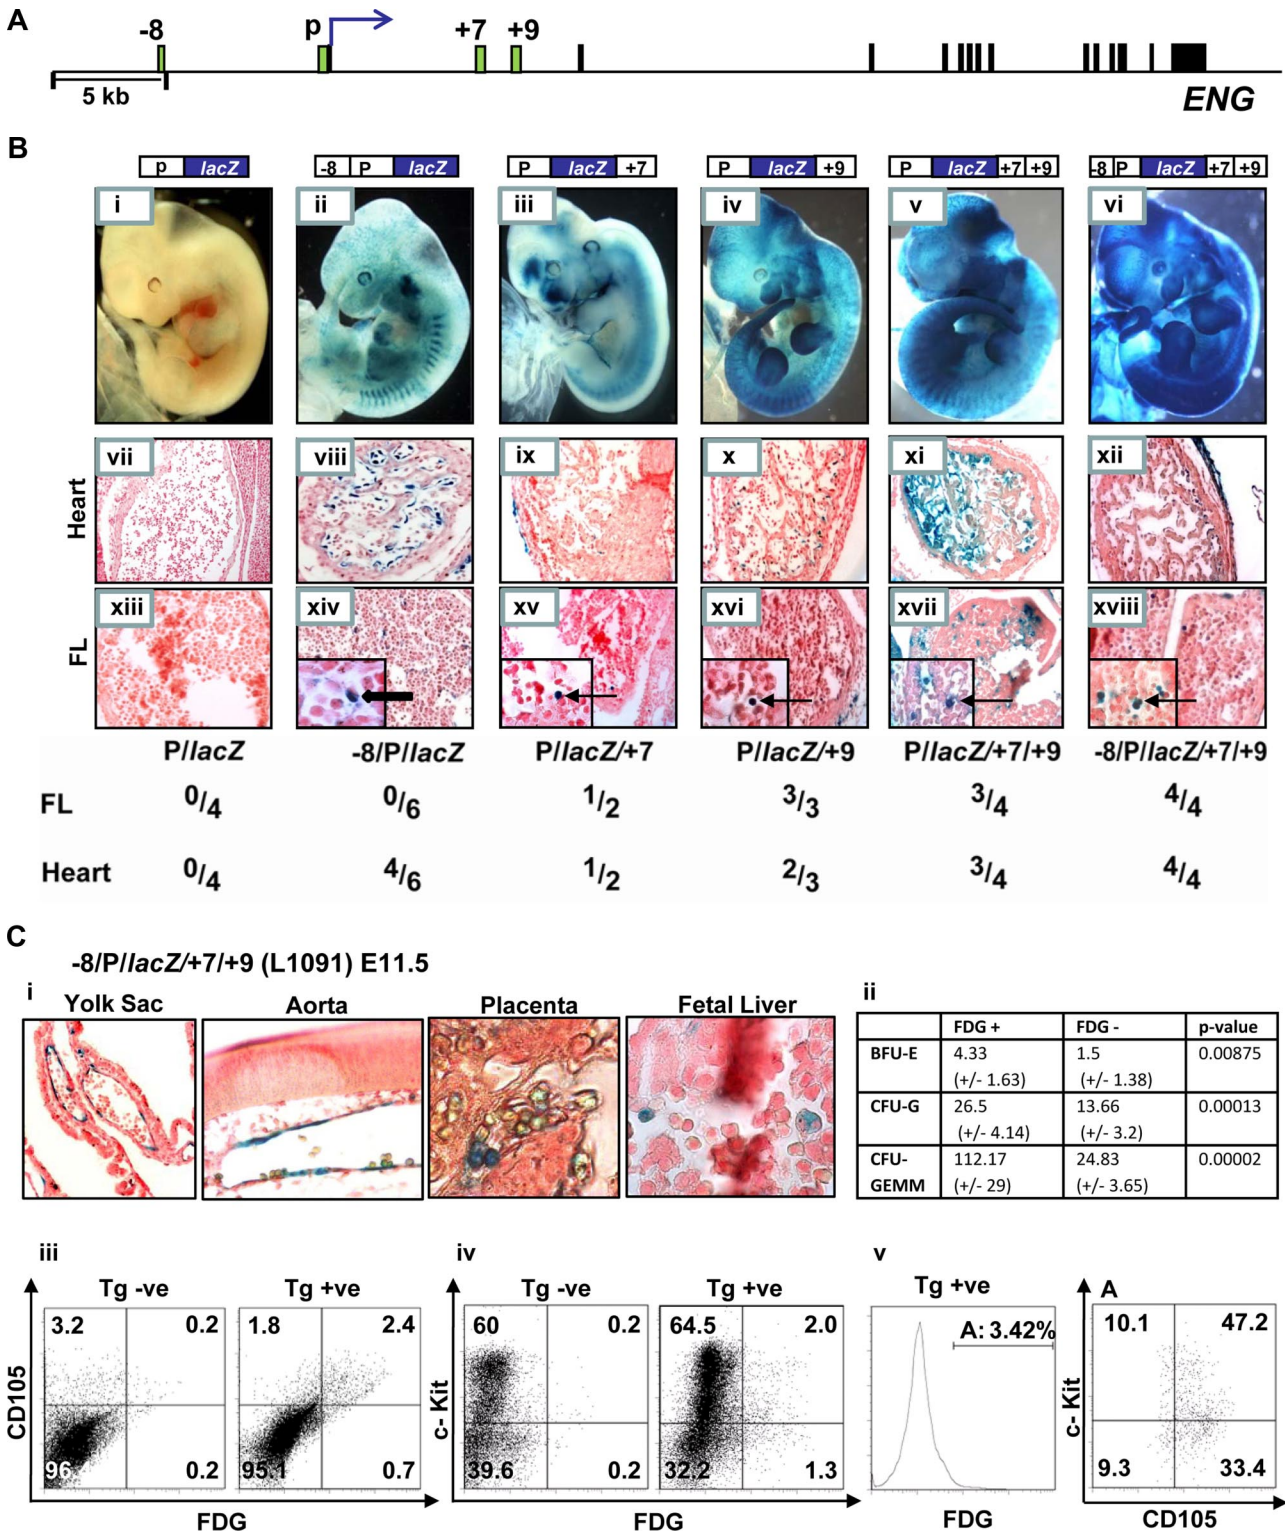 A
-8
p
+7
+9
5 kb
ENG
B
p lacZ
-8 P lacZ
P lacZ +7
P lacZ +9
P lacZ +7 +9
-8 P lacZ +7 +9
i
ii
iii
iv
v
vi
Heart
vii
viii
ix
x
xi
xii
FL
xiii
xiv
xv
xvi
xvii
xviii
P/lacZ
-8/P/lacZ
P/lacZ/+7
P/lacZ/+9
P/lacZ/+7/+9
-8/P/lacZ/+7/+9
FL 0/4 0/6 1/2 3/3 3/4 4/4
Heart 0/4 4/6 1/2 2/3 3/4 4/4
C
-8/P/lacZ/+7/+9 (L1091) E11.5
i
Yolk Sac
Aorta
Placenta
Fetal Liver
ii
FDG + FDG - p-value
BFU-E 4.33 (+/- 1.63) 1.5 (+/- 1.38) 0.00875
CFU-G 26.5 (+/- 4.14) 13.66 (+/- 3.2) 0.00013
CFU-GEMM 112.17 (+/- 29) 24.83 (+/- 3.65) 0.00002
iii
Tg -ve
Tg +ve
CD105
3.2 0.2
96. 0.2
1.8 2.4
95.1 0.7
FDG
iv
Tg -ve
Tg +ve
c- Kit
60 0.2
39.6 0.2
64.5 2.0
32.2 1.3
FDG
v
Tg +ve
A: 3.42%
FDG
A
c- Kit
10.1 47.2
9.3 33.4
CD105